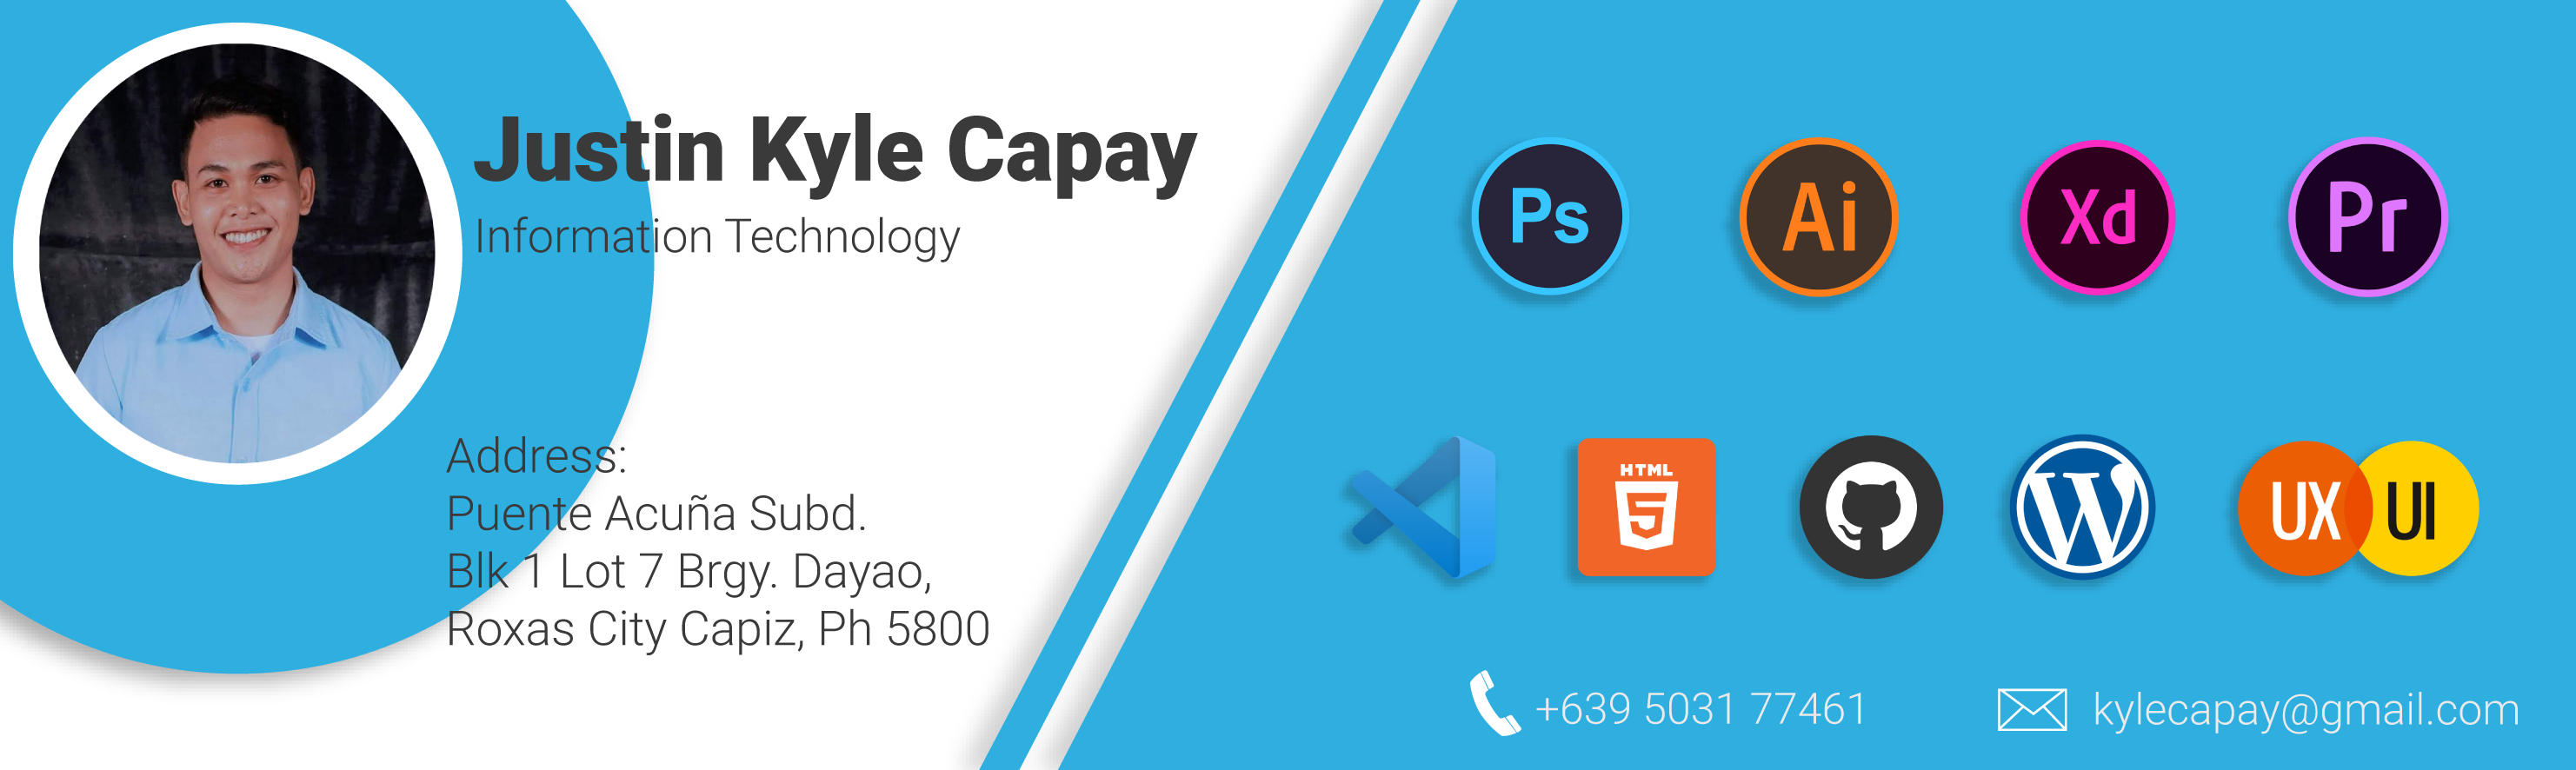 Justin Kyle Capay
Information Technology
Address:
Puente Acuña Subd.
Blk 1 Lot 7 Brgy. Dayao,
Roxas City Capiz, Ph 5800
Ps Ai Xd Pr
HTML
5
W
UX UI
+639 5031 77461
kylecapay@gmail.com